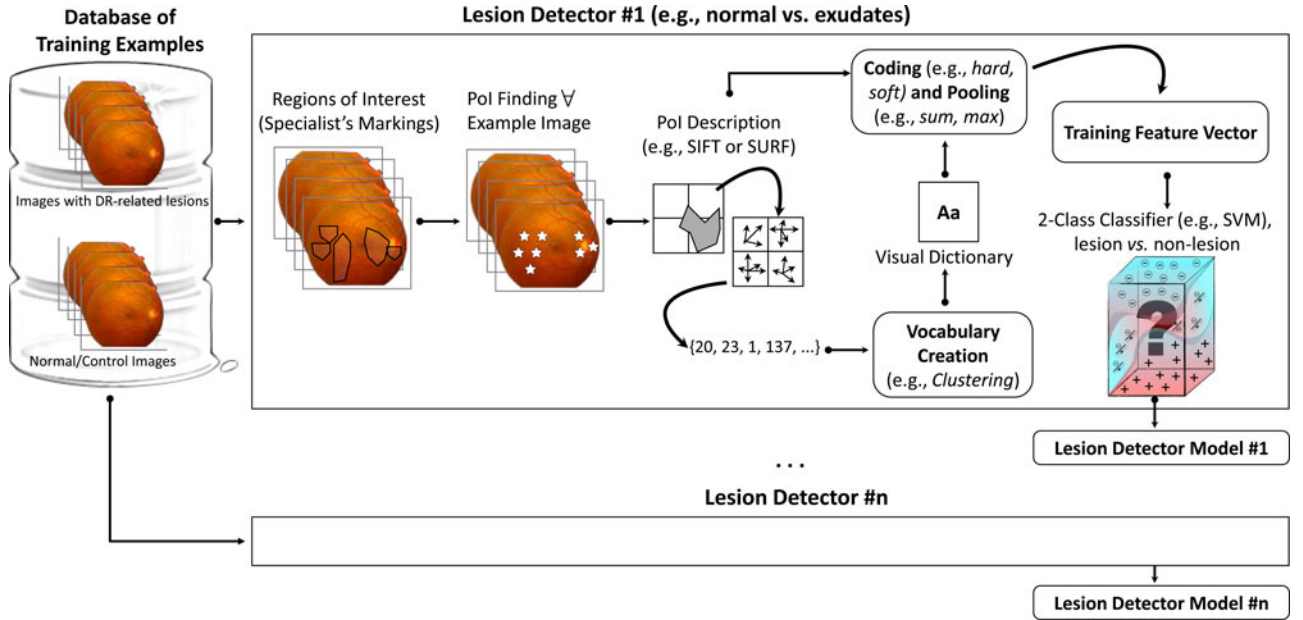 Database of
Training Examples
Images with DR-related lesions
Normal/Control Images
Lesion Detector #1 (e.g., normal vs. exudates)
Regions of Interest
(Specialist's Markings)
PoI Finding ∀
Example Image
PoI Description
(e.g., SIFT or SURF)
{20, 23, 1, 137, ...}
Vocabulary
Creation
(e.g., Clustering)
Visual Dictionary
Aa
Coding (e.g., hard,
soft) and Pooling
(e.g., sum, max)
Training Feature Vector
2-Class Classifier (e.g., SVM),
lesion vs. non-lesion
?
Lesion Detector Model #1
...
Lesion Detector #n
Lesion Detector Model #n